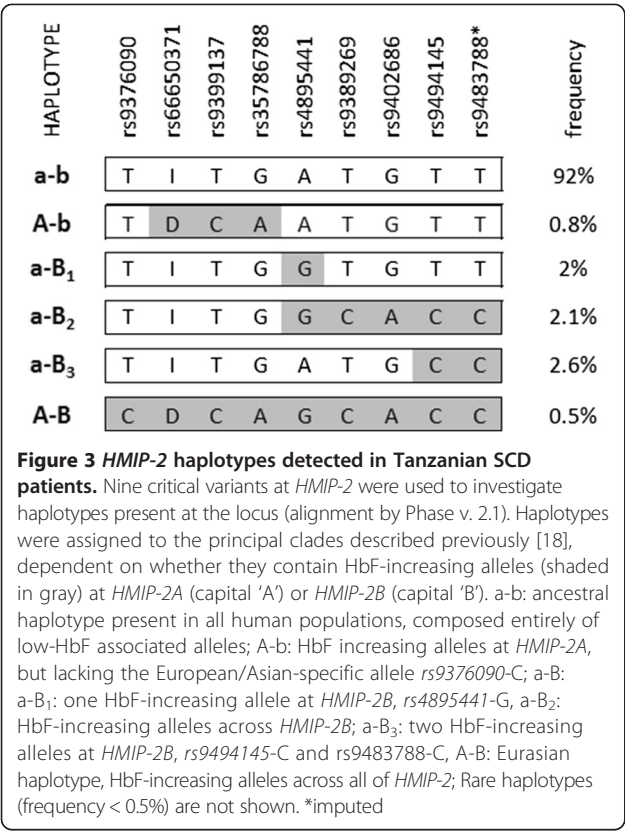 HAPLOTYPE rs9376090 rs66650371 rs9399137 rs35786788 rs4895441 rs9389269 rs9402686 rs9494145 rs9483788* frequency
a-b T I T G A T G T T 92%
A-b T D C A A T G T T 0.8%
a-B₁ T I T G G T G T T 2%
a-B₂ T I T G G C A C C 2.1%
a-B₃ T I T G A T G C C 2.6%
A-B C D C A G C A C C 0.5%
Figure 3 HMIP-2 haplotypes detected in Tanzanian SCD
patients. Nine critical variants at HMIP-2 were used to investigate
haplotypes present at the locus (alignment by Phase v. 2.1). Haplotypes
were assigned to the principal clades described previously [18],
dependent on whether they contain HbF-increasing alleles (shaded
in gray) at HMIP-2A (capital ‘A’) or HMIP-2B (capital ‘B’). a-b: ancestral
haplotype present in all human populations, composed entirely of
low-HbF associated alleles; A-b: HbF increasing alleles at HMIP-2A,
but lacking the European/Asian-specific allele rs9376090-C; a-B:
a-B₁: one HbF-increasing allele at HMIP-2B, rs4895441-G, a-B₂:
HbF-increasing alleles across HMIP-2B; a-B₃: two HbF-increasing
alleles at HMIP-2B, rs9494145-C and rs9483788-C, A-B: Eurasian
haplotype, HbF-increasing alleles across all of HMIP-2; Rare haplotypes
(frequency < 0.5%) are not shown. *imputed